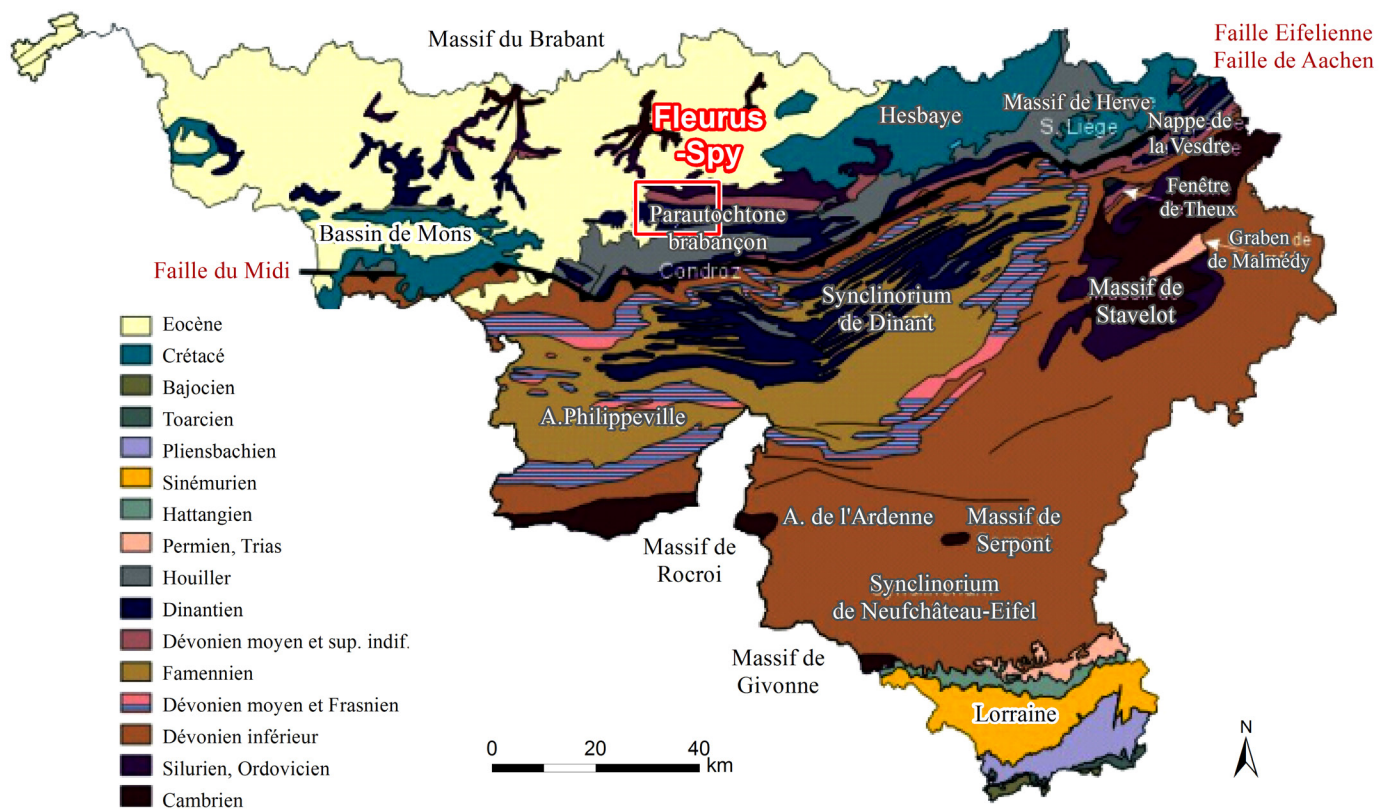 Massif du Brabant
Faille Eifelienne
Faille de Aachen
Fleurus
-Spy
Hesbaye
Massif de Herve
S. Liège
Nappe de
la Vesdre
Fenêtre
de Theux
Parautochtone
brabançon
Condroz
Bassin de Mons
Faille du Midi
Graben de
de Malmédy
Massif de
Stavelot
Synclinorium
de Dinant
A.Philippeville
A. de l'Ardenne
Massif de
Serpont
Massif de
Rocroi
Synclinorium
de Neufchâteau-Eifel
Massif de
Givonne
Lorraine
Eocène
Crétacé
Bajocien
Toarcien
Pliensbachien
Sinémurien
Hattangien
Permien, Trias
Houiller
Dinantien
Dévonien moyen et sup. indif.
Famennien
Dévonien moyen et Frasnien
Dévonien inférieur
Silurien, Ordovicien
Cambrien
0 20 40
km
N